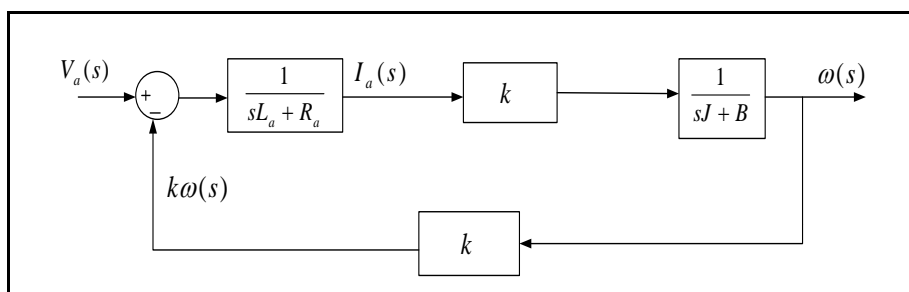 V_a(s)
+
−
1
sL_a + R_a
I_a(s)
k
1
sJ + B
ω(s)
kω(s)
k